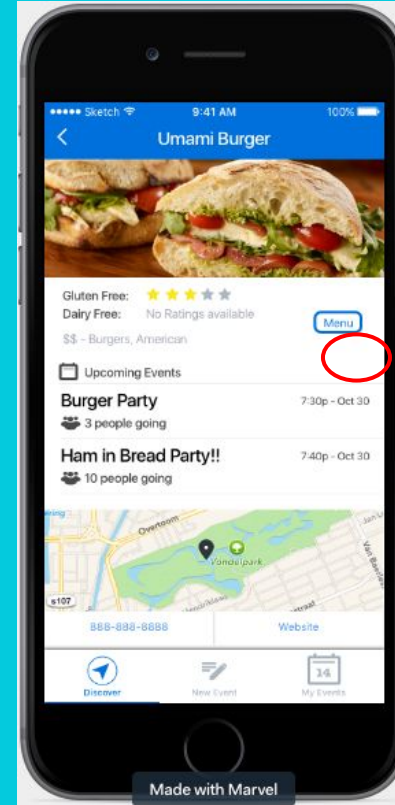 Sketch 9:41 AM 100%
Umami Burger
Gluten Free:
Dairy Free: No Ratings available
Menu
$$ - Burgers, American
Upcoming Events
Burger Party 7:30p - Oct 30
3 people going
Ham in Bread Party!! 7:40p - Oct 30
10 people going
Overtoom
Vondelpark
s107
888-888-8888 Website
14
Discover New Event My Events
Made with Marvel